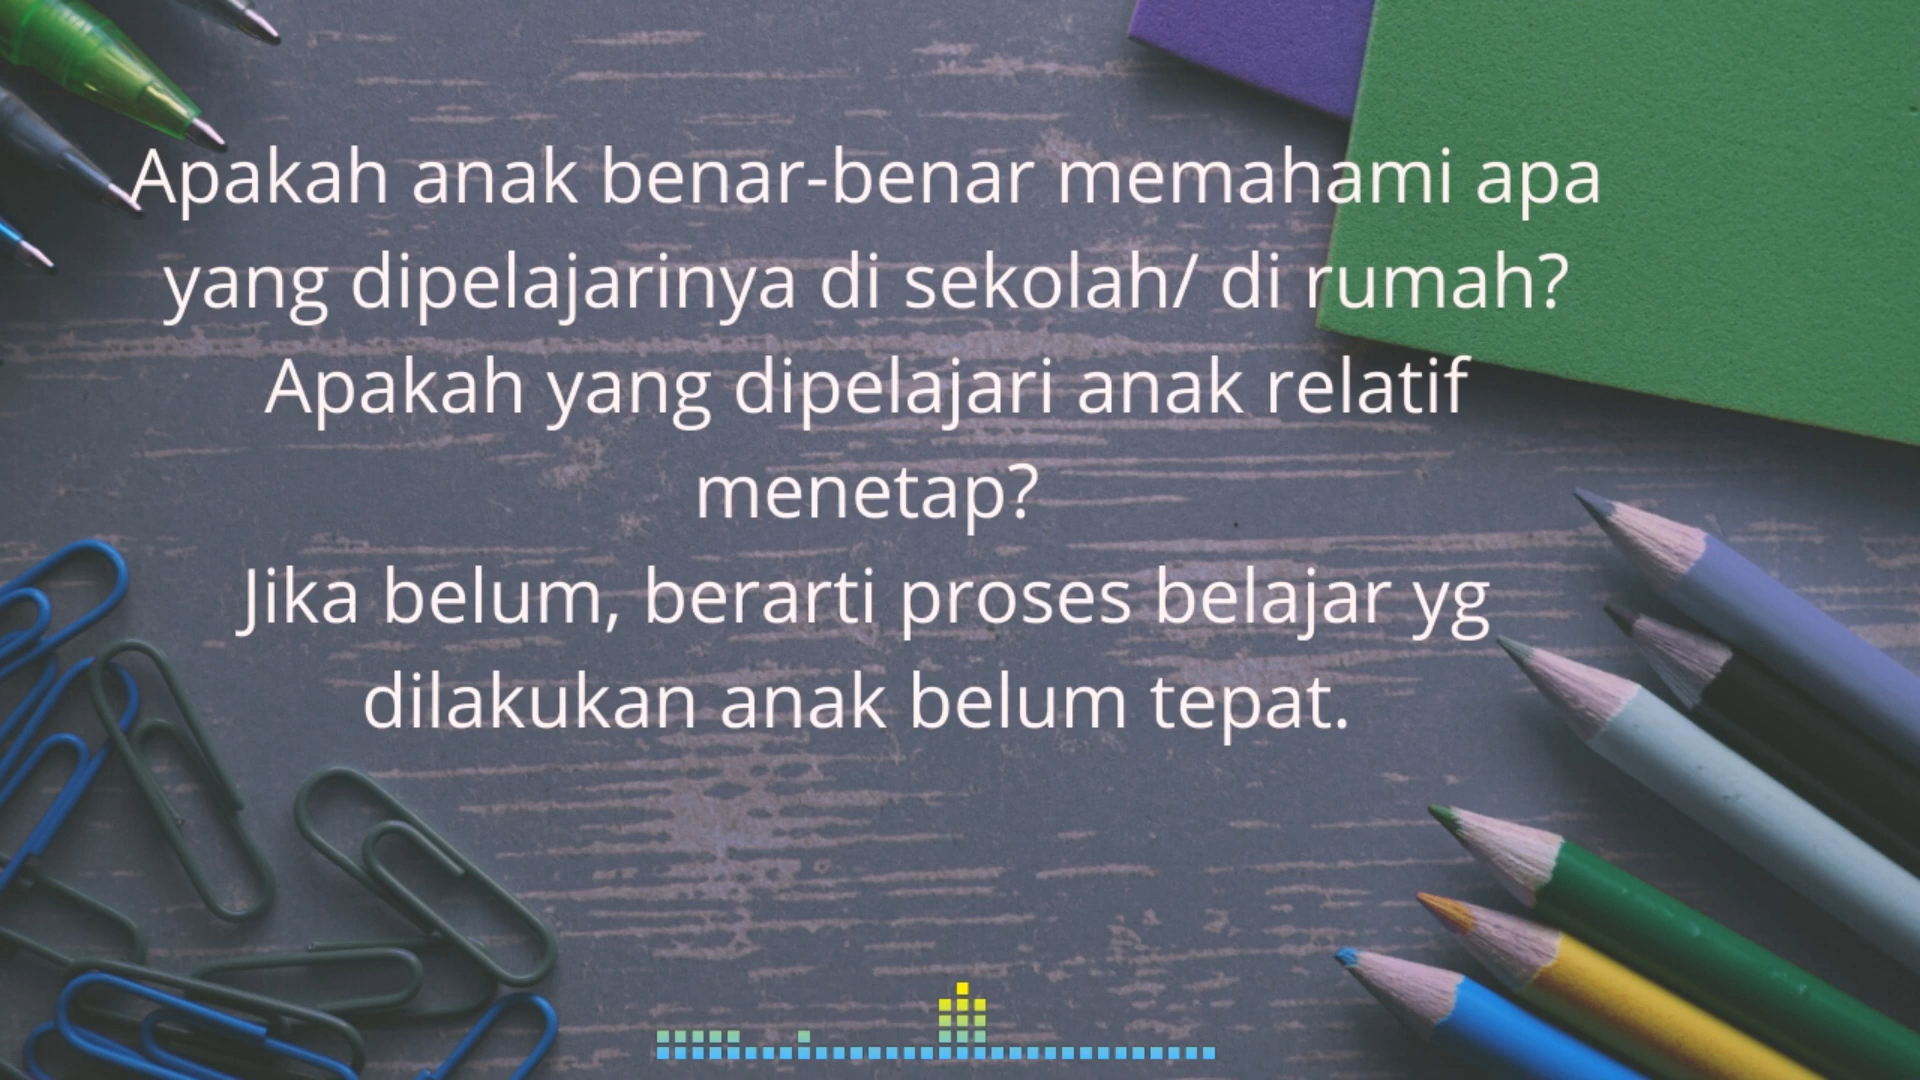 Apakah anak benar-benar memahami apa
yang dipelajarinya di sekolah/ di rumah?
Apakah yang dipelajari anak relatif
menetap?
Jika belum, berarti proses belajar yg
dilakukan anak belum tepat.